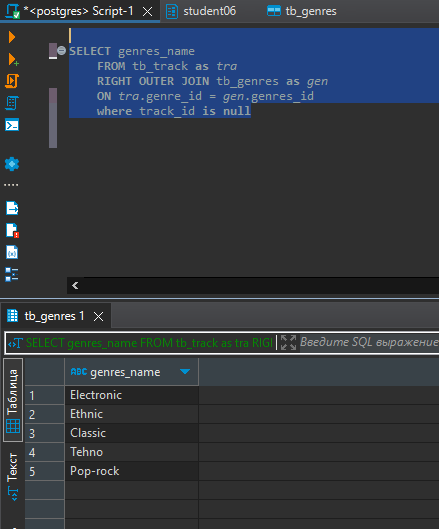 *<postgres> Script-1
student06
tb_genres
SELECT genres_name
FROM tb_track as tra
RIGHT OUTER JOIN tb_genres as gen
ON tra.genre_id = gen.genres_id
where track_id is null
tb_genres 1
SELECT genres_name FROM tb_track as tra RIGI
Введите SQL выражение
Таблица
Текст
ABC genres_name
1 Electronic
2 Ethnic
3 Classic
4 Tehno
5 Pop-rock